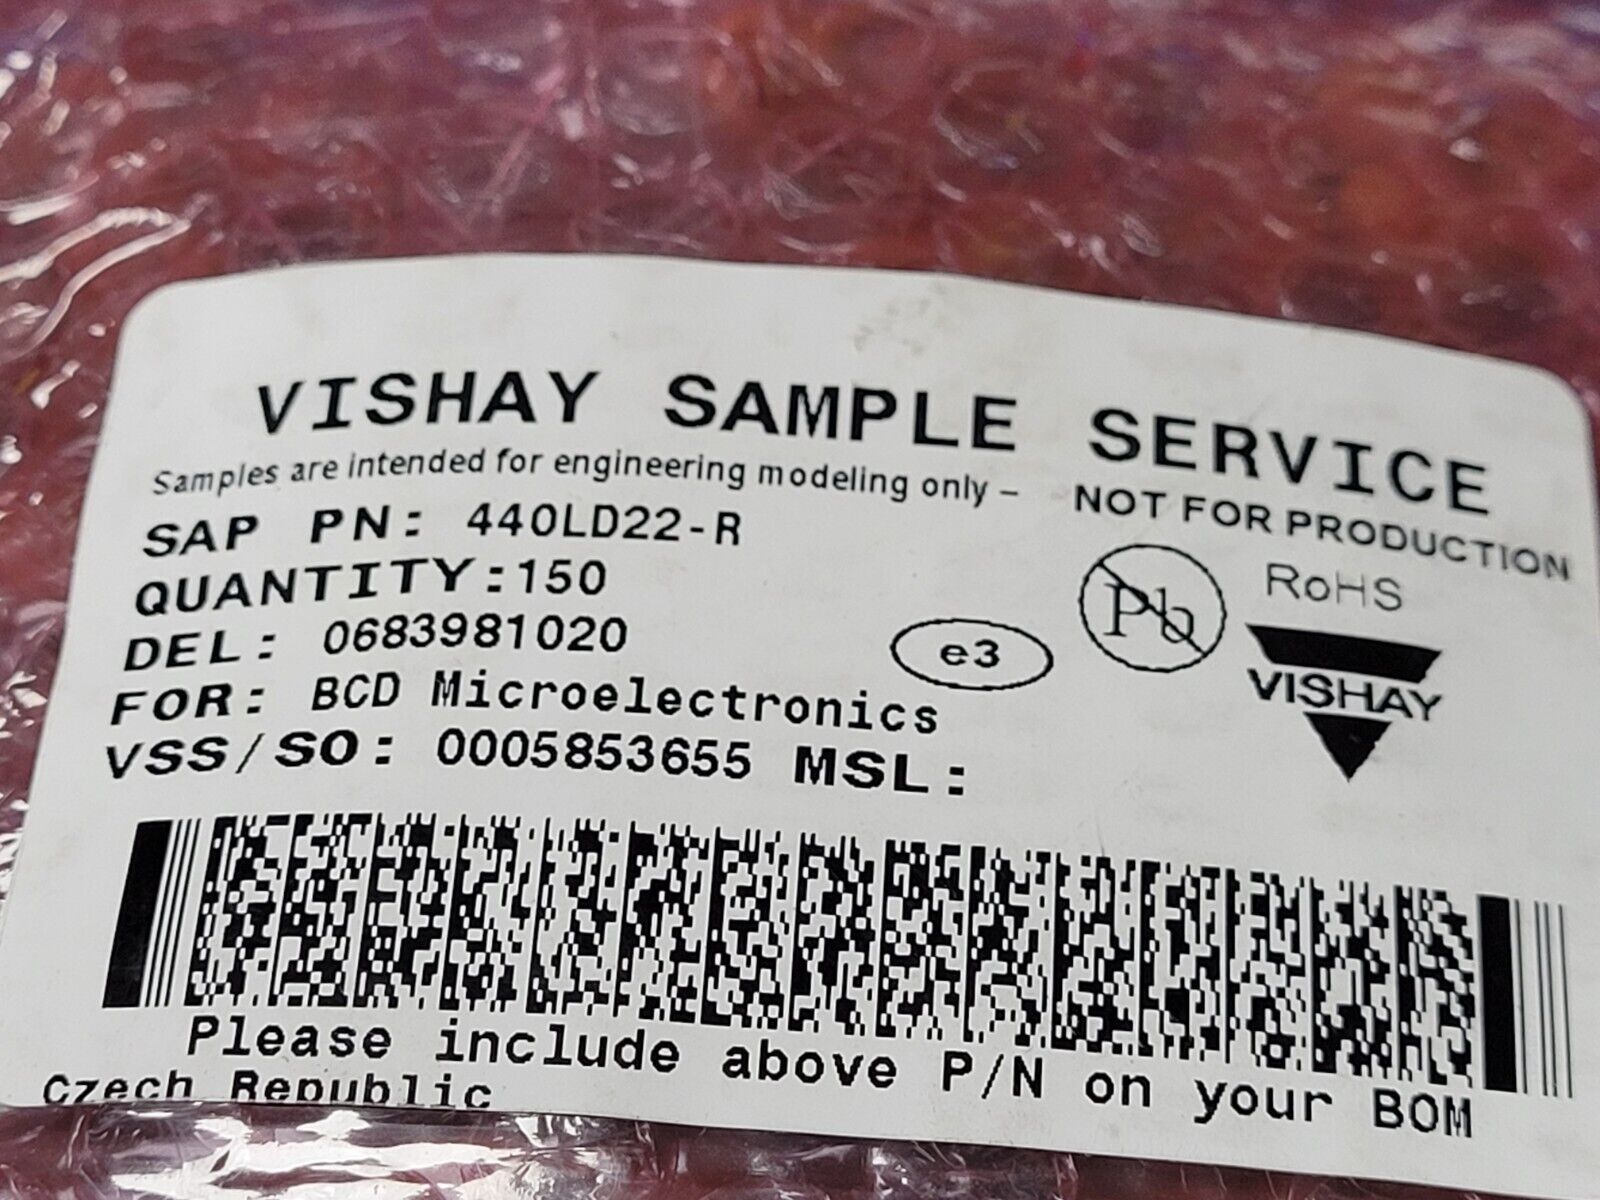 VISHAY SAMPLE SERVICE
Samples are intended for engineering modeling only – NOT FOR PRODUCTION
SAP PN: 440LD22-R
QUANTITY:150
DEL: 0683981020
FOR: BCD Microelectronics
VSS/SO: 0005853655 MSL:
e3
Pb
RoHS
VISHAY
Please include above P/N on your BOM
Czech Republic